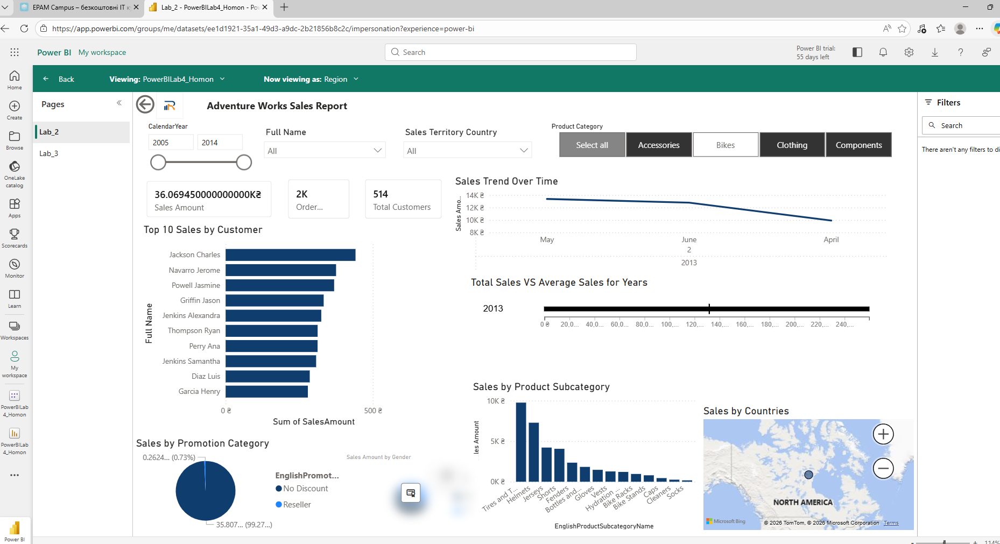 EPAM Campus – безкоштовні ІТ к
Lab_2 - PowerBILab4_Homon - Po
https://app.powerbi.com/groups/me/datasets/ee1d1921-35a1-49d3-a9dc-2b21856b8c2c/impersonation?experience=power-bi
Power BI My workspace
Search
Power BI trial:
55 days left
Back
Viewing: PowerBILab4_Homon
Now viewing as: Region
Home
Create
Browse
OneLake
catalog
Apps
Scorecards
Monitor
Learn
Workspaces
My
workspace
PowerBILab
4_Homon
PowerBILab
4_Homon
Power BI
Pages
Lab_2
Lab_3
Adventure Works Sales Report
CalendarYear
2005
2014
Full Name
All
Sales Territory Country
All
Product Category
Select all
Accessories
Bikes
Clothing
Components
36.069450000000000K₴
Sales Amount
2K
Order...
514
Total Customers
Sales Trend Over Time
Sales Amo...
14K ₴
12K ₴
10K ₴
8K ₴
May
June
April
2
2013
Top 10 Sales by Customer
Full Name
Jackson Charles
Navarro Jerome
Powell Jasmine
Griffin Jason
Jenkins Alexandra
Thompson Ryan
Perry Ana
Jenkins Samantha
Diaz Luis
Garcia Henry
0 ₴
500 ₴
Sum of SalesAmount
Total Sales VS Average Sales for Years
2013
0 ₴ 20,0... 40,0... 60,0... 80,0... 100,... 120,... 140,... 160,... 180,... 200,... 220,... 240,...
Sales by Promotion Category
0.2624... (0.73%)
35.807... (99.27...)
EnglishPromot...
No Discount
Reseller
Sales Amount by Gender
Sales by Product Subcategory
les Amount
10K ₴
5K ₴
0K ₴
Tires and T...
Helmets
Jerseys
Shorts
Fenders
Bottles and...
Gloves
Vests
Hydration ...
Bike Racks
Bike Stands
Caps
Cleaners
Socks
EnglishProductSubcategoryName
Sales by Countries
NORTH AMERICA
Microsoft Bing
© 2026 TomTom, © 2026 Microsoft Corporation Terms
Filters
Search
There aren't any filters to di
114%